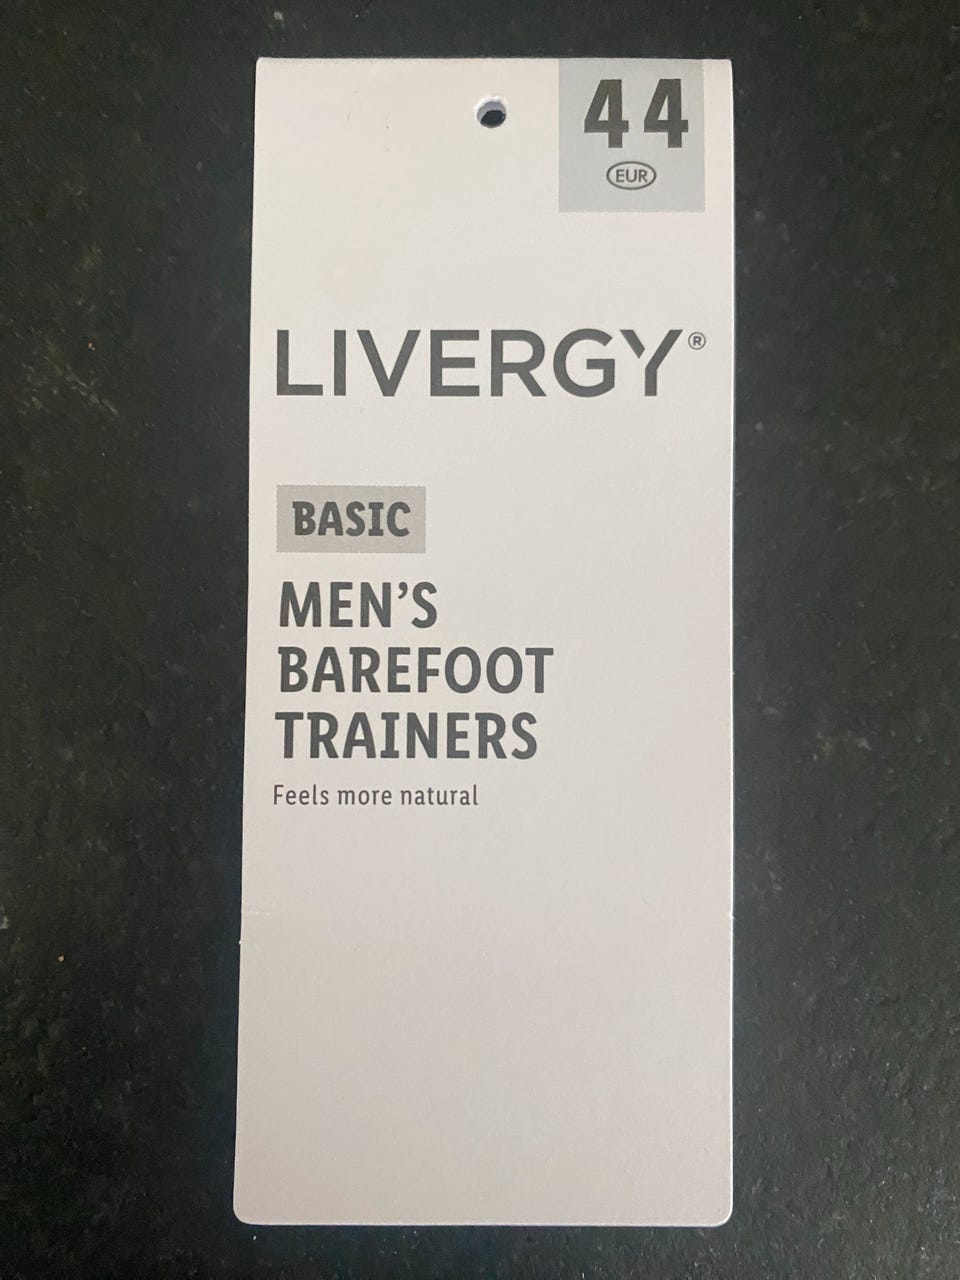 44
EUR
LIVERGY®
BASIC
MEN’S
BAREFOOT
TRAINERS
Feels more natural